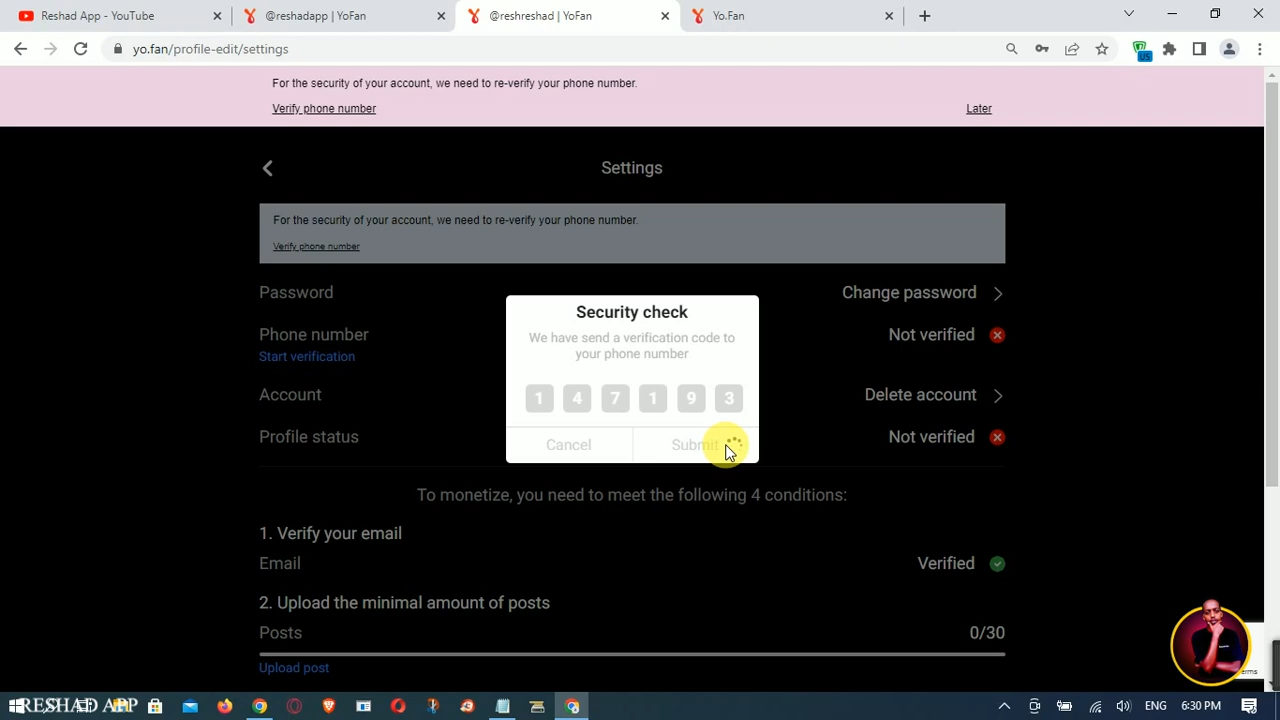 Reshad App - YouTube
@reshadapp | YoFan
@reshreshad | YoFan
Yo.Fan
yo.fan/profile-edit/settings
US
For the security of your account, we need to re-verify your phone number.
Verify phone number
Later
Settings
For the security of your account, we need to re-verify your phone number.
Verify phone number
Password
Change password
Phone number
Not verified
Start verification
Account
Delete account
Profile status
Not verified
Security check
We have send a verification code to
your phone number
1 4 7 1 9 3
Cancel
Submit
To monetize, you need to meet the following 4 conditions:
1. Verify your email
Email
Verified
2. Upload the minimal amount of posts
Posts
0/30
Upload post
RESHAD APP
ENG
6:30 PM